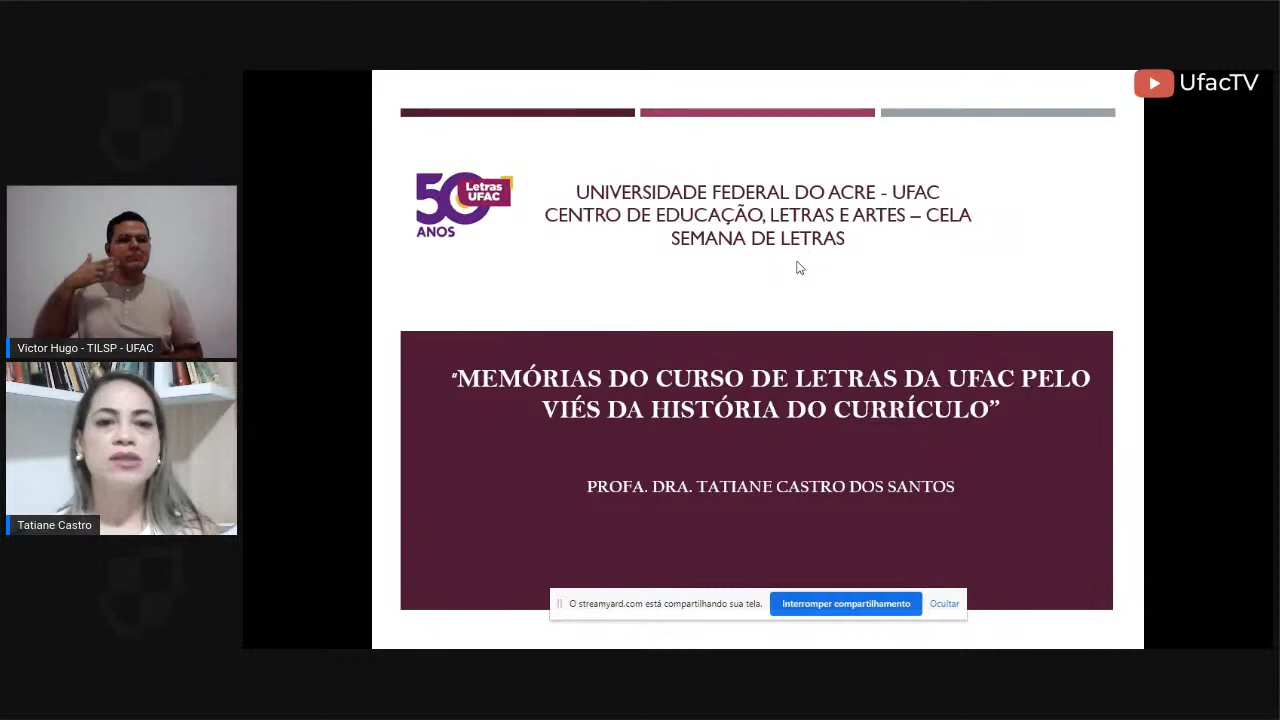 UfacTV
50
Letras
UFAC
ANOS
UNIVERSIDADE FEDERAL DO ACRE - UFAC
CENTRO DE EDUCAÇÃO, LETRAS E ARTES – CELA
SEMANA DE LETRAS
Victor Hugo - TILSP - UFAC
Tatiane Castro
"MEMÓRIAS DO CURSO DE LETRAS DA UFAC PELO
VIÉS DA HISTÓRIA DO CURRÍCULO”
PROFA. DRA. TATIANE CASTRO DOS SANTOS
O streamyard.com está compartilhando sua tela. Interromper compartilhamento Ocultar